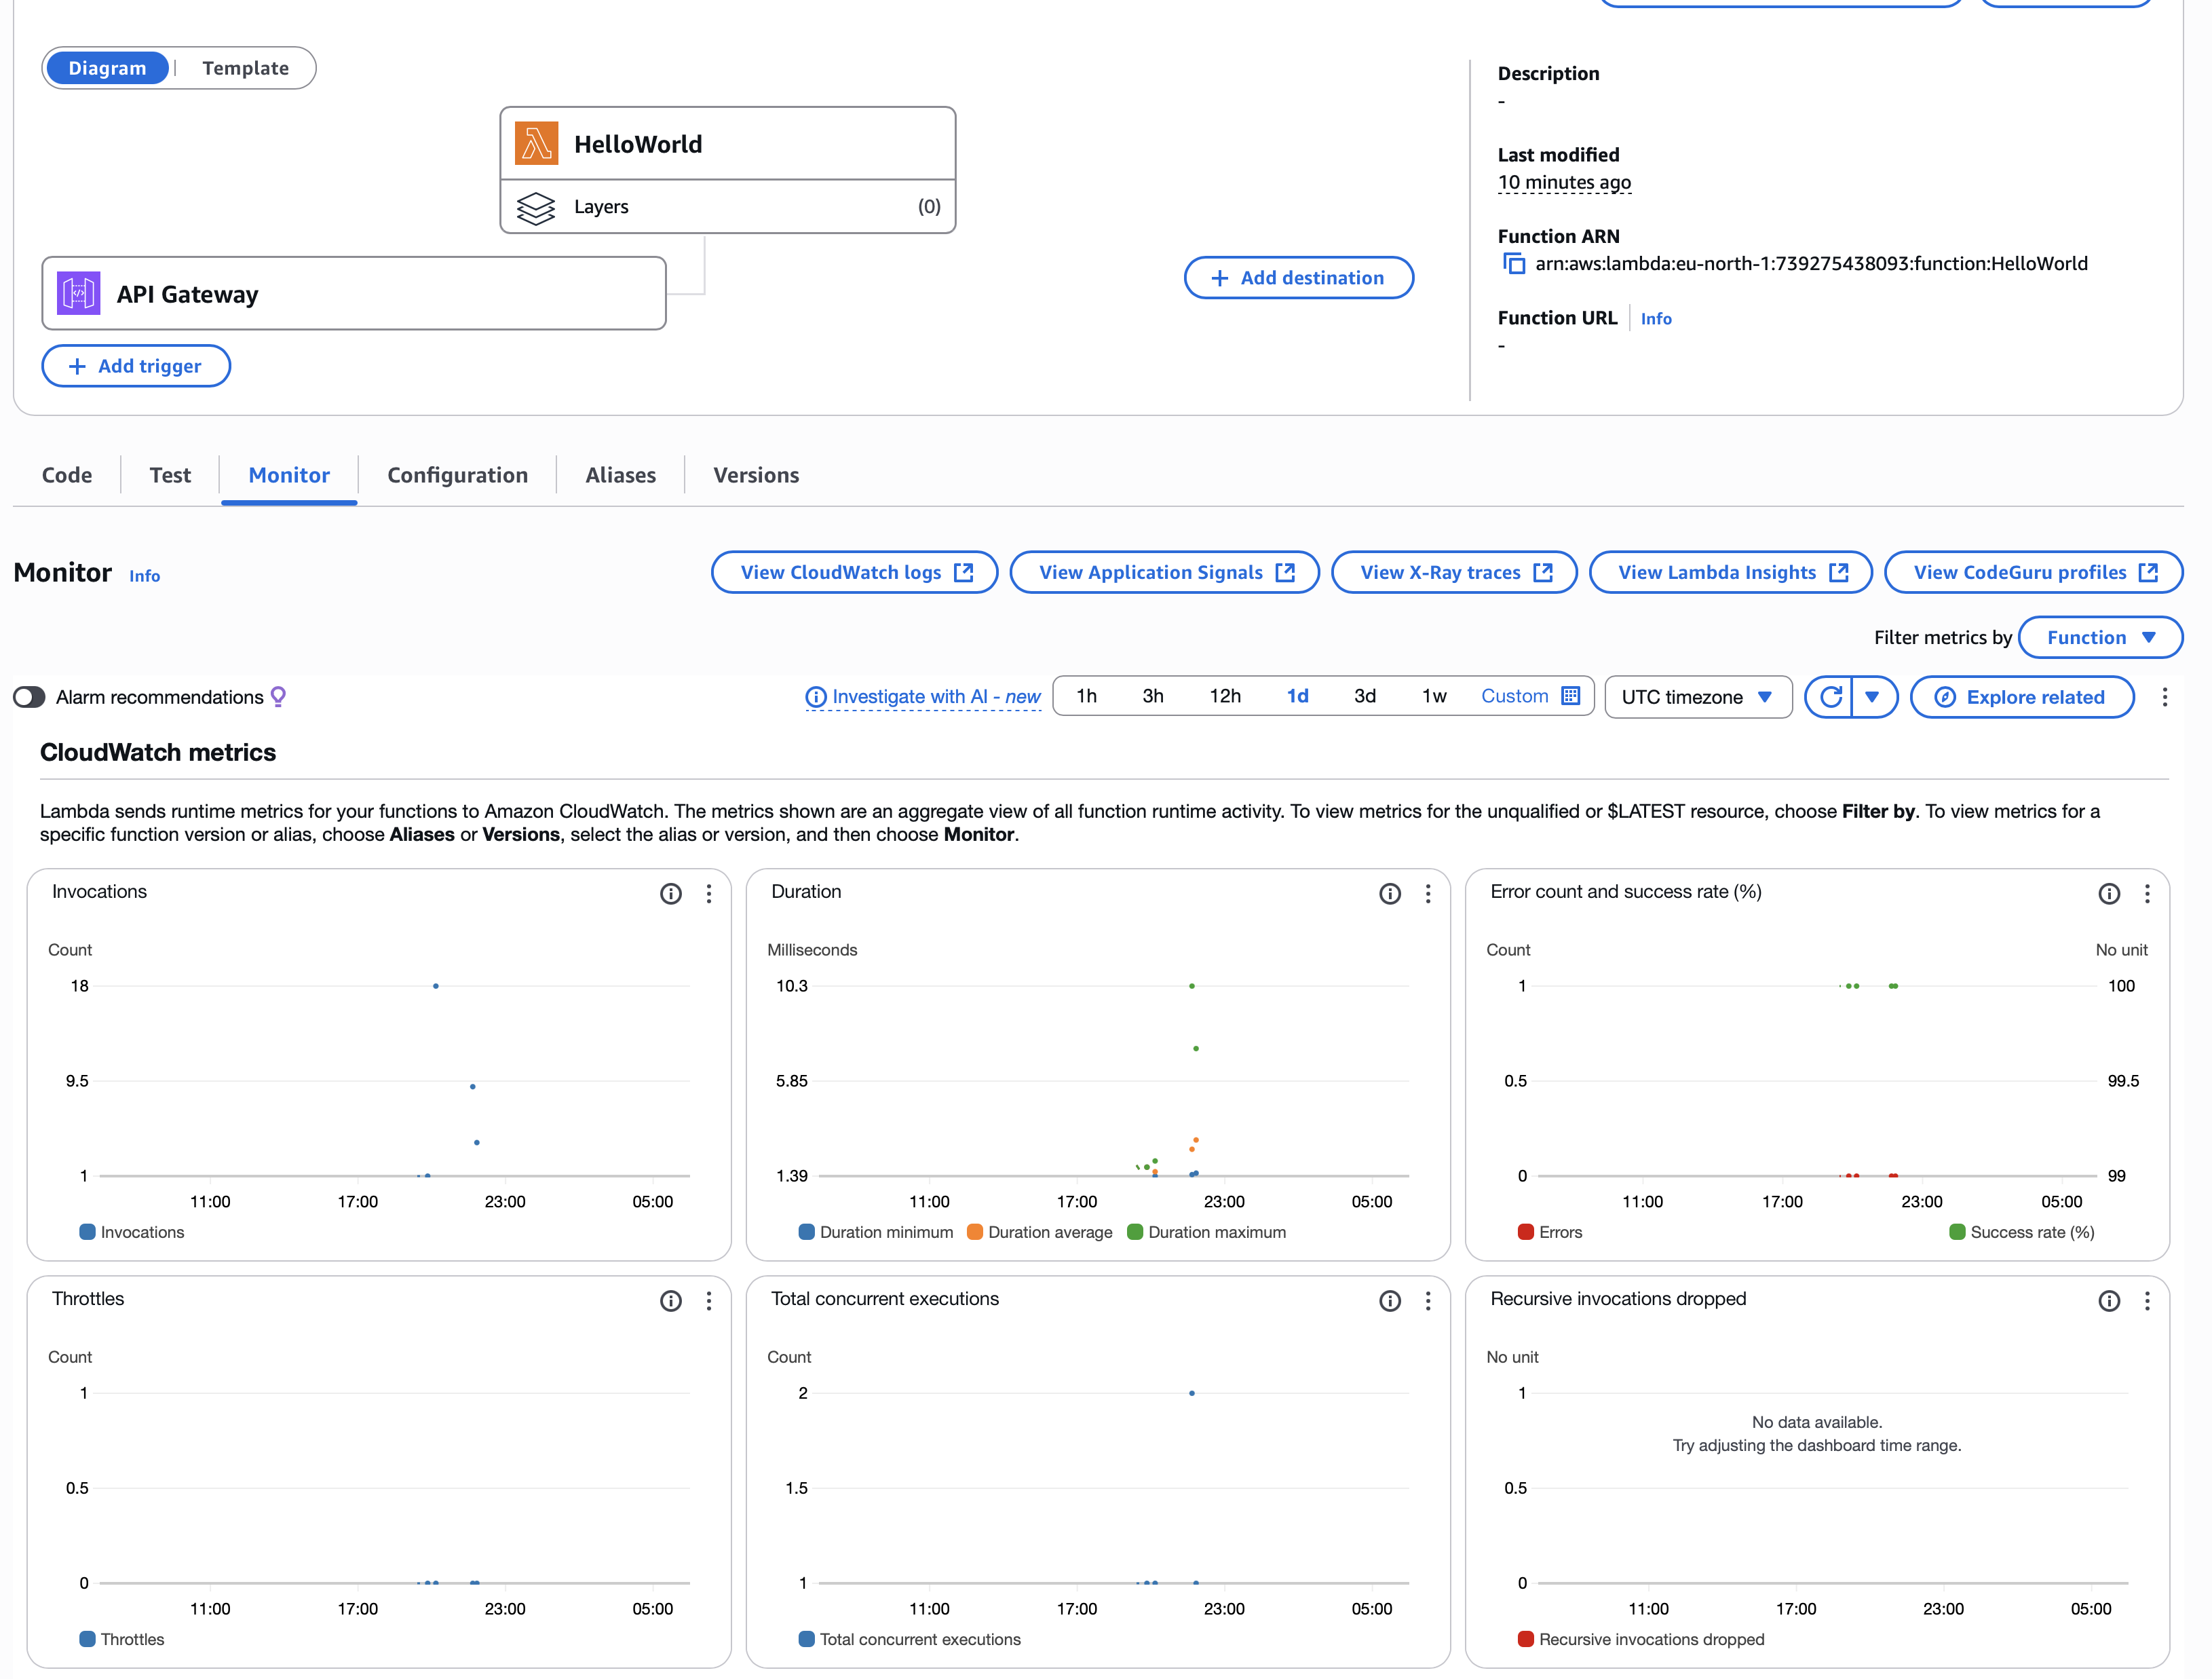 Diagram | Template
HelloWorld
Layers (0)
API Gateway
+ Add trigger
+ Add destination
Description
-
Last modified
10 minutes ago
Function ARN
arn:aws:lambda:eu-north-1:739275438093:function:HelloWorld
Function URL | Info
-
Code Test Monitor Configuration Aliases Versions
Monitor Info
View CloudWatch logs View Application Signals View X-Ray traces View Lambda Insights View CodeGuru profiles
Filter metrics by Function
Alarm recommendations
Investigate with AI - new 1h 3h 12h 1d 3d 1w Custom UTC timezone Explore related
CloudWatch metrics
Lambda sends runtime metrics for your functions to Amazon CloudWatch. The metrics shown are an aggregate view of all function runtime activity. To view metrics for the unqualified or $LATEST resource, choose Filter by. To view metrics for a
specific function version or alias, choose Aliases or Versions, select the alias or version, and then choose Monitor.
Invocations
Count
18
9.5
1
11:00 17:00 23:00 05:00
Invocations
Duration
Milliseconds
10.3
5.85
1.39
11:00 17:00 23:00 05:00
Duration minimum Duration average Duration maximum
Error count and success rate (%)
Count No unit
1 100
0.5 99.5
0 99
11:00 17:00 23:00 05:00
Errors Success rate (%)
Throttles
Count
1
0.5
0
11:00 17:00 23:00 05:00
Throttles
Total concurrent executions
Count
2
1.5
1
11:00 17:00 23:00 05:00
Total concurrent executions
Recursive invocations dropped
No unit
1
No data available.
Try adjusting the dashboard time range.
0.5
0
11:00 17:00 23:00 05:00
Recursive invocations dropped